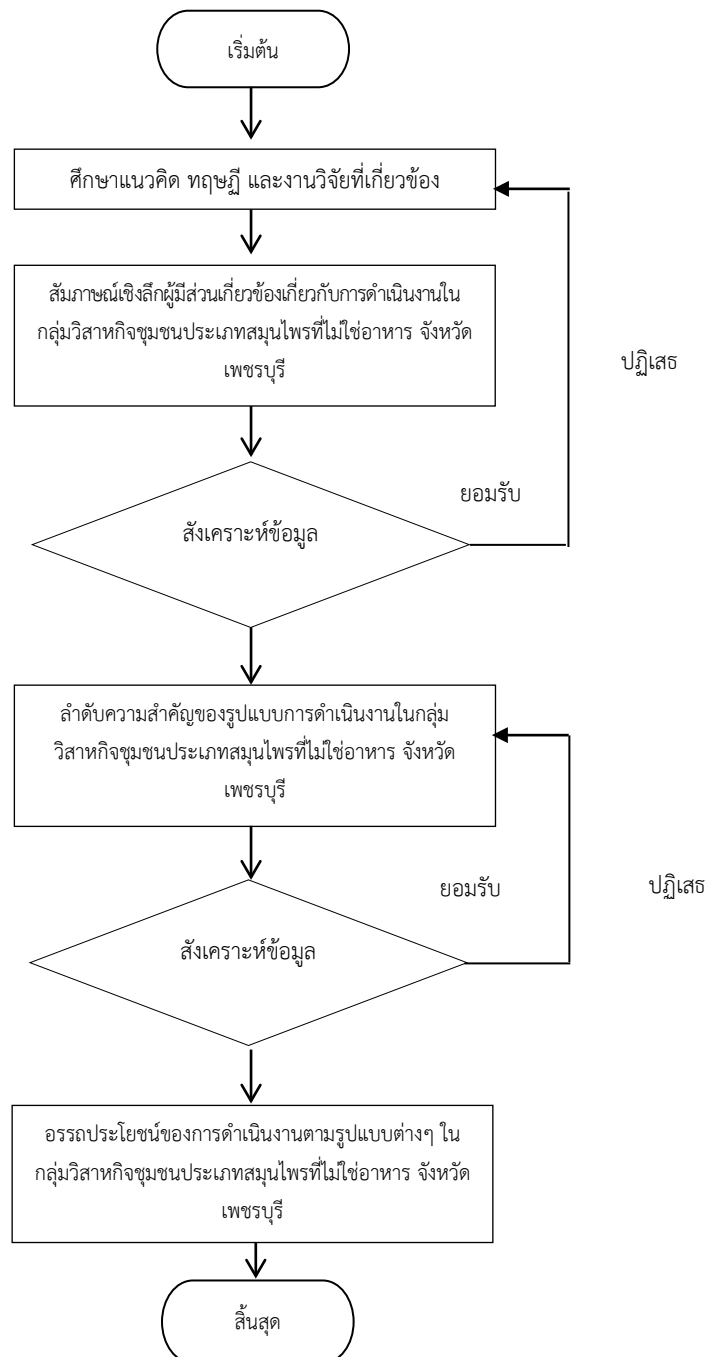 เริ่มต้น
ศึกษาแนวคิด ทฤษฏี และงานวิจัยที่เกี่ยวข้อง
สัมภาษณ์เชิงลึกผู้มีส่วนเกี่ยวข้องเกี่ยวกับการดำเนินงานใน
กลุ่มวิสาหกิจชุมชนประเภทสมุนไพรที่ไม่ใช่อาหาร จังหวัด
เพชรบุรี
ปฏิเสธ
ยอมรับ
สังเคราะห์ข้อมูล
ลำดับความสำคัญของรูปแบบการดำเนินงานในกลุ่ม
วิสาหกิจชุมชนประเภทสมุนไพรที่ไม่ใช่อาหาร จังหวัด
เพชรบุรี
ยอมรับ
ปฏิเสธ
สังเคราะห์ข้อมูล
อรรถประโยชน์ของการดำเนินงานตามรูปแบบต่างๆ ใน
กลุ่มวิสาหกิจชุมชนประเภทสมุนไพรที่ไม่ใช่อาหาร จังหวัด
เพชรบุรี
สิ้นสุด